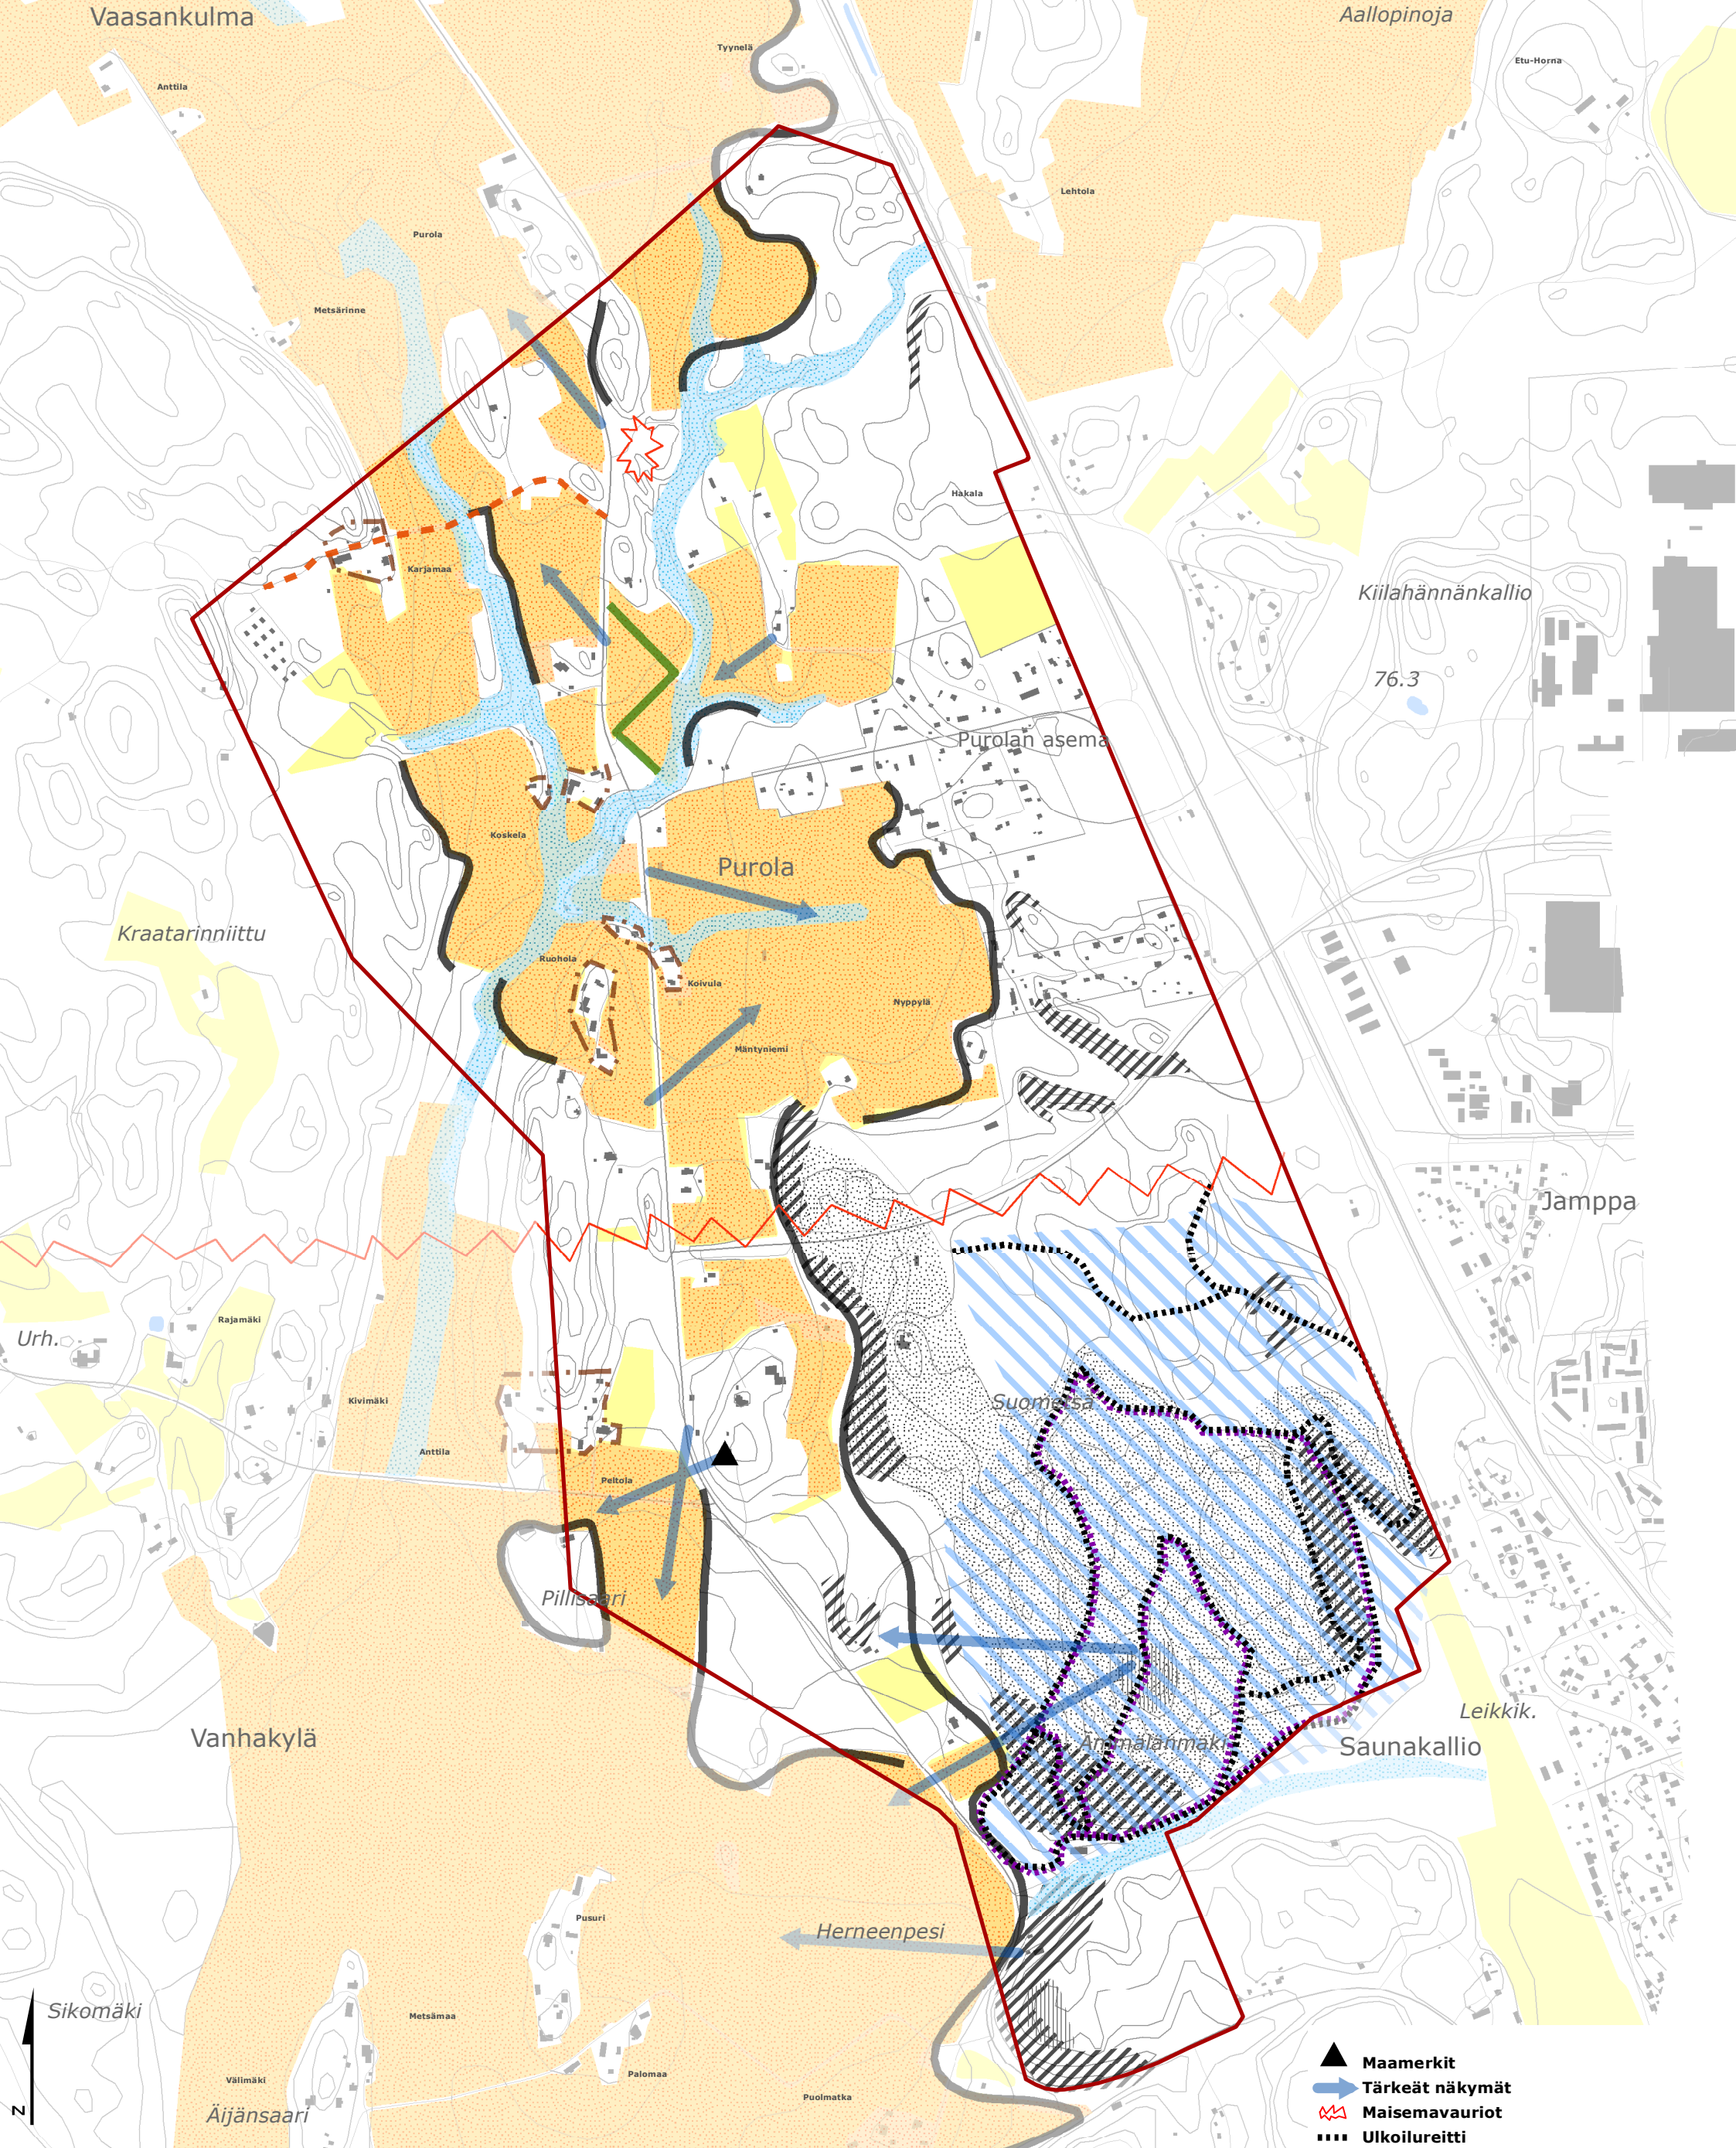 Vaasankulma
Aallopinoja
Tyynelä
Etu-Horna
Anttila
Lehtola
Purola
Metsärinne
Hakala
Karjamaa
Kiilahännänkallio
76.3
Purolan asema
Koskela
Purola
Kraatarinniittu
Ruohola
Koivula
Nyppylä
Mäntyniemi
Jamppa
Rajamäki
Urh.
Kivimäki
Suometsä
Anttila
Peltola
Pillisaari
Leikkik.
Vanhakylä
Ammälänmäki
Saunakallio
Pusuri
Herneenpesi
Sikomäki
Metsämaa
Palomaa
Välimäki
Puolmatka
Äijänsaari
N
Maamerkit
Tärkeät näkymät
Maisemavauriot
Ulkoilureitti